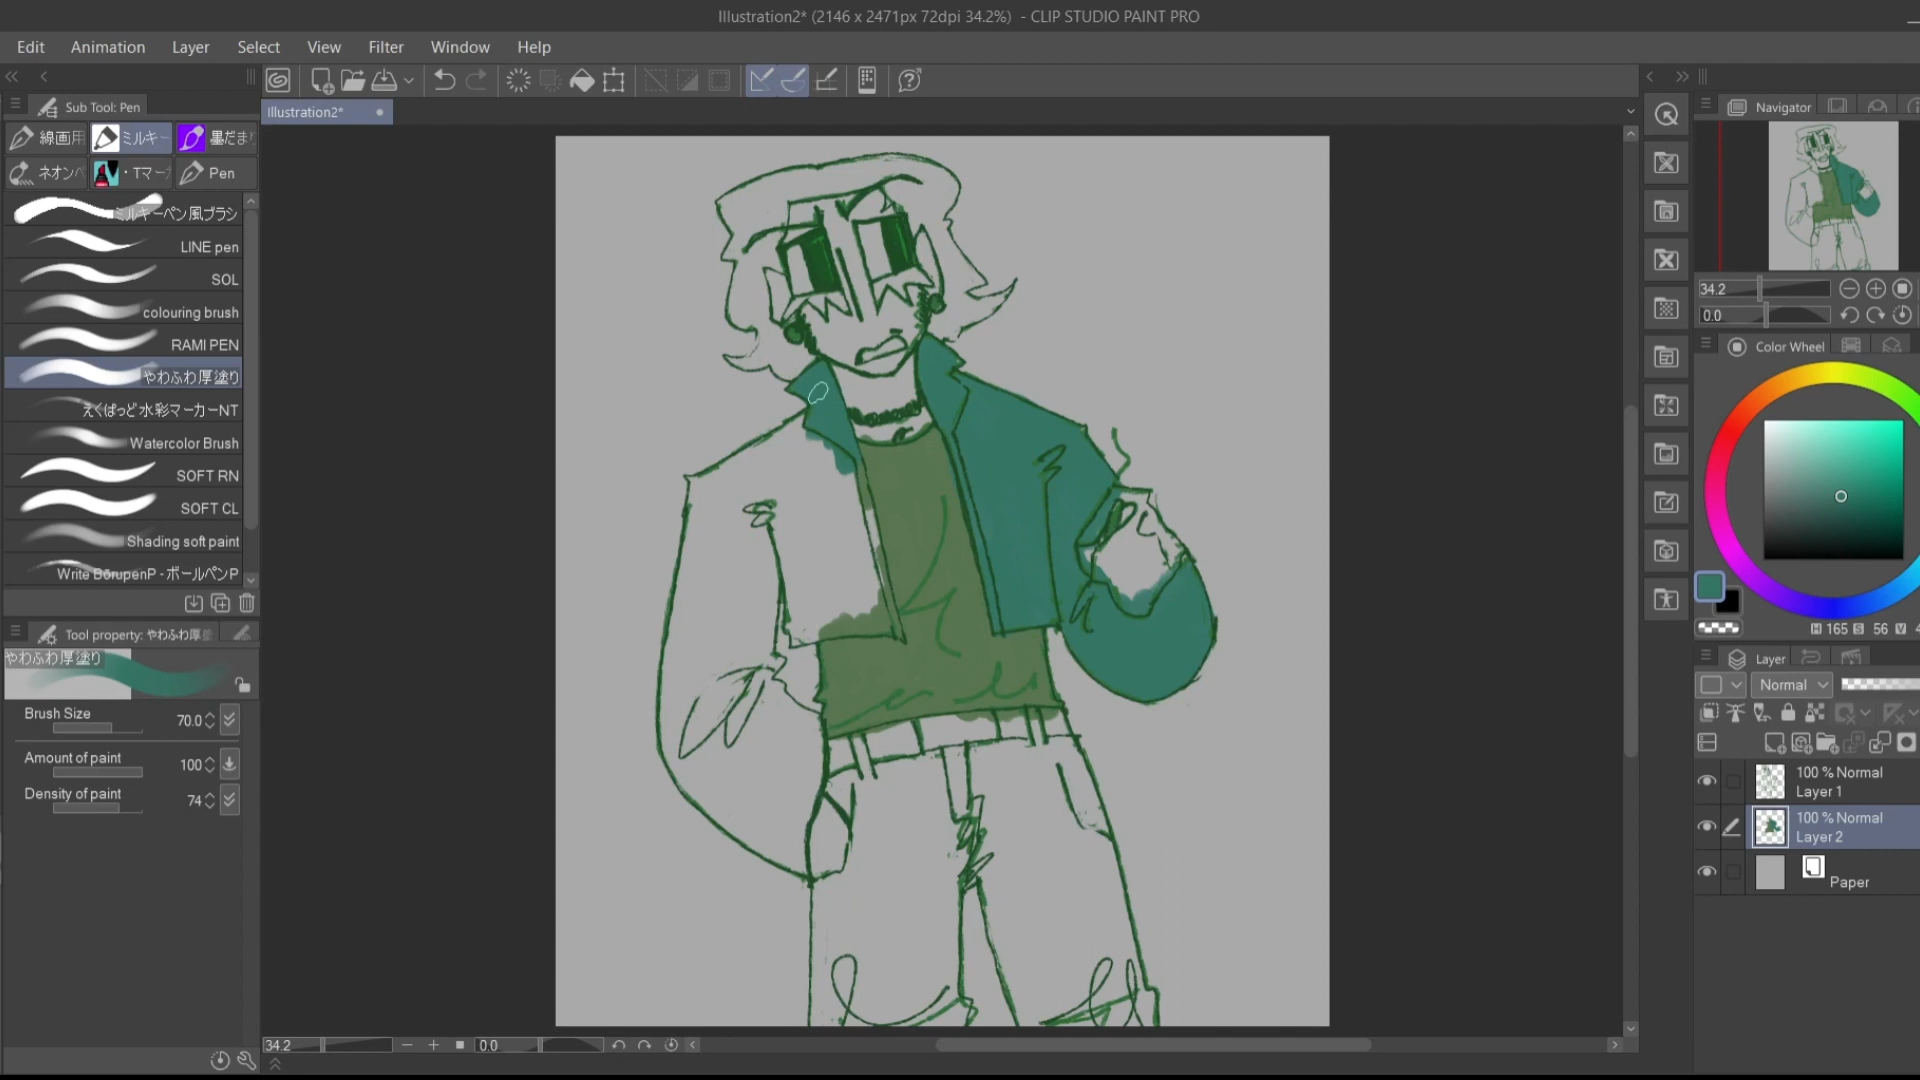 Illustration2* (2146 x 2471px 72dpi 34.2%) - CLIP STUDIO PAINT PRO
Edit Animation Layer Select View Filter Window Help
Sub Tool: Pen
Illustration2*
Navigator
線画用 ミルキー 墨だま
ネオンペ ・Tマー Pen
ミルキーペン風ブラシ
LINE pen
SOL
colouring brush
RAMI PEN
やわふわ厚塗り
えくぱっど水彩マーカーNT
Watercolor Brush
SOFT RN
SOFT CL
Shading soft paint
Write BorupenP - ボールペンP
Tool property: やわふわ厚塗
やわふわ厚塗り
Brush Size 70.0
Amount of paint 100
Density of paint 74
34.2 0.0
34.2
0.0
Color Wheel
H 165 S 56 V 4
Layer
Normal
100 % Normal
Layer 1
100 % Normal
Layer 2
Paper